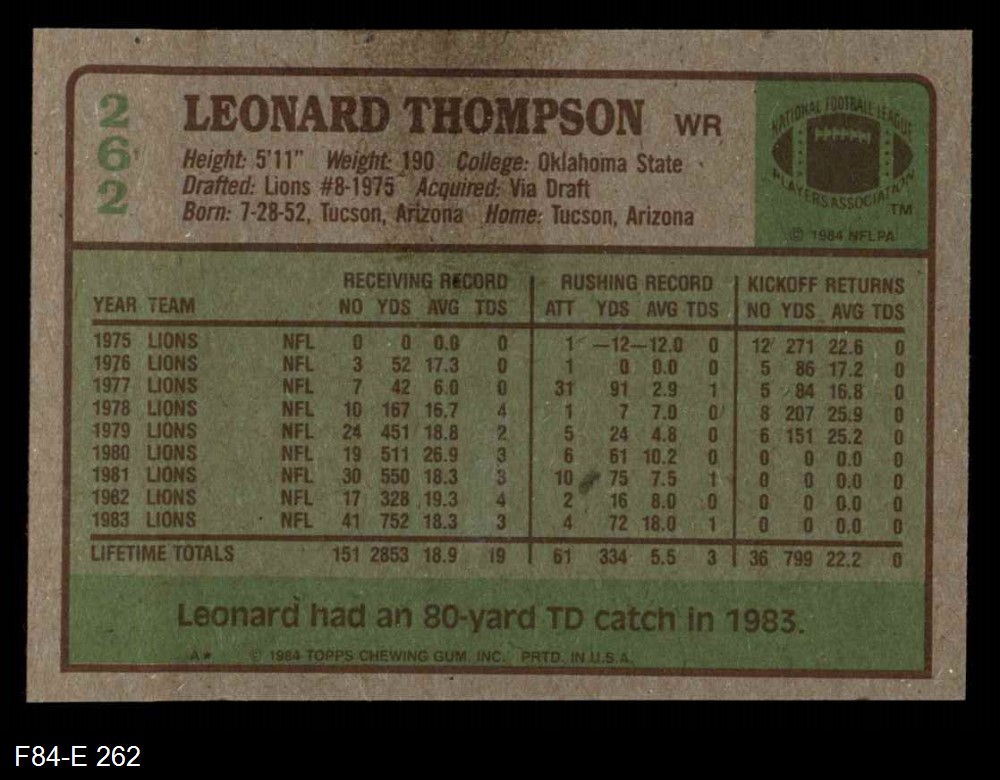 262
LEONARD THOMPSON WR
Height: 5'11" Weight: 190 College: Oklahoma State
Drafted: Lions #8-1975 Acquired: Via Draft
Born: 7-28-52, Tucson, Arizona Home: Tucson, Arizona
NATIONAL FOOTBALL LEAGUE
PLAYERS ASSOCIATION
TM
© 1984 NFLPA
RECEIVING RECORD RUSHING RECORD KICKOFF RETURNS
YEAR TEAM NO YDS AVG TDS ATT YDS AVG TDS NO YDS AVG TDS
1975 LIONS NFL 0 0 0.0 0 1 –12 –12.0 0 12 271 22.6 0
1976 LIONS NFL 3 52 17.3 0 1 0 0.0 0 5 86 17.2 0
1977 LIONS NFL 7 42 6.0 0 31 91 2.9 1 5 84 16.8 0
1978 LIONS NFL 10 167 16.7 4 1 7 7.0 0 8 207 25.9 0
1979 LIONS NFL 24 451 18.8 2 5 24 4.8 0 6 151 25.2 0
1980 LIONS NFL 19 511 26.9 3 6 61 10.2 0 0 0 0.0 0
1981 LIONS NFL 30 550 18.3 3 10 75 7.5 1 0 0 0.0 0
1982 LIONS NFL 17 328 19.3 4 2 16 8.0 0 0 0 0.0 0
1983 LIONS NFL 41 752 18.3 3 4 72 18.0 1 0 0 0.0 0
LIFETIME TOTALS 151 2853 18.9 19 61 334 5.5 3 36 799 22.2 0
Leonard had an 80-yard TD catch in 1983.
A* © 1984 TOPPS CHEWING GUM, INC. PRTD. IN U.S.A.
F84-E 262